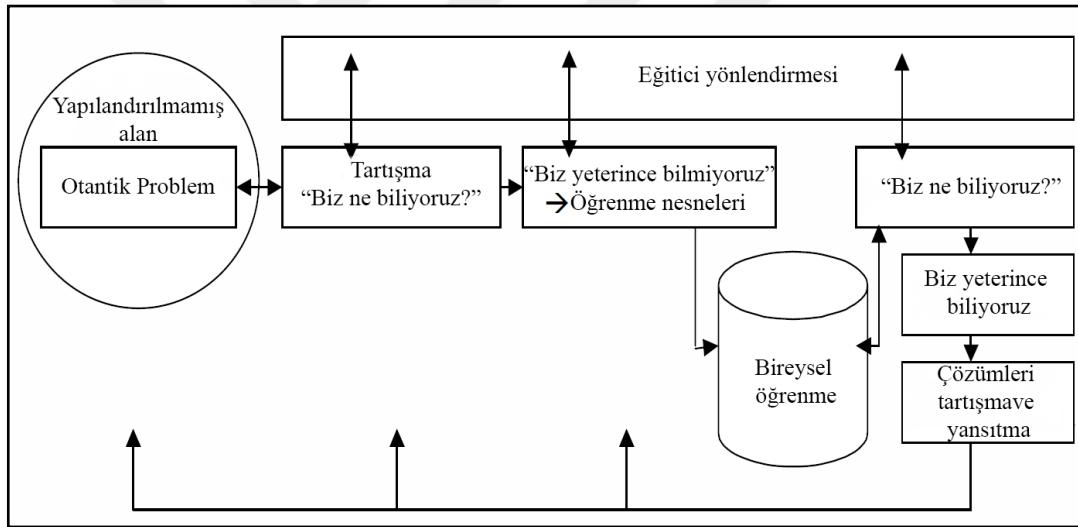 Eğitici yönlendirmesi
Yapılandırılmamış
alan
Otantik Problem
Tartışma
“Biz ne biliyoruz?”
“Biz yeterince bilmiyoruz”
→Öğrenme nesneleri
“Biz ne biliyoruz?”
Bireysel
öğrenme
Biz yeterince
biliyoruz
Çözümleri
tartışmave
yansıtma